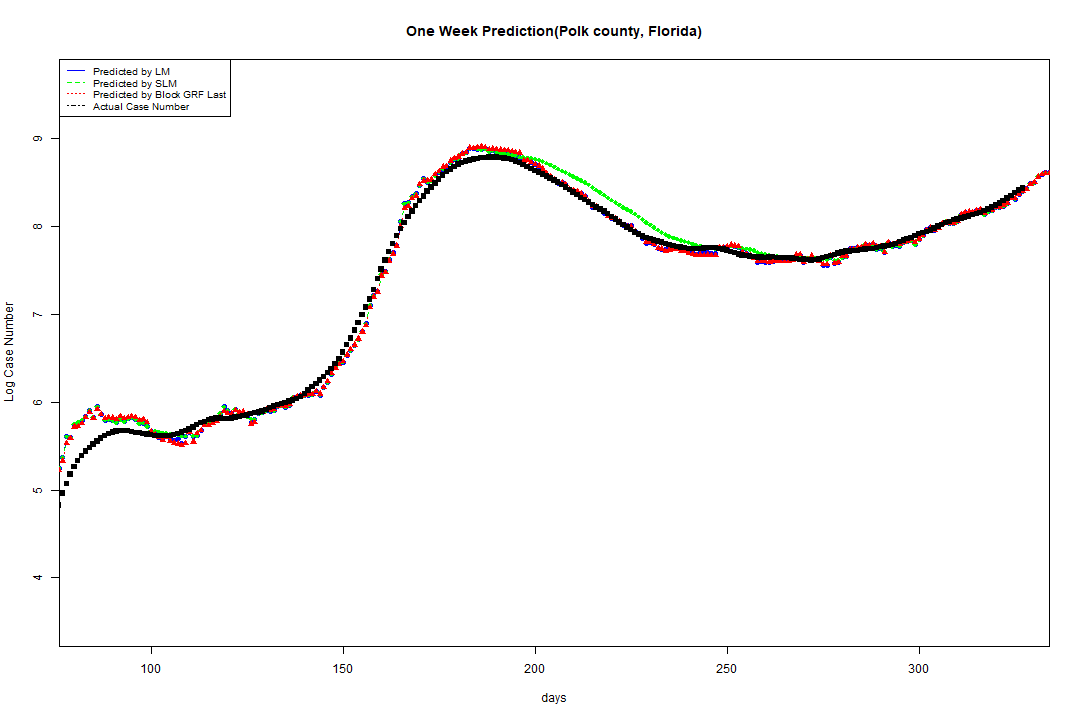 One Week Prediction(Polk county, Florida)
Predicted by LM
Predicted by SLM
Predicted by Block GRF Last
Actual Case Number
9
8
7
6
5
4
Log Case Number
100 150 200 250 300
days